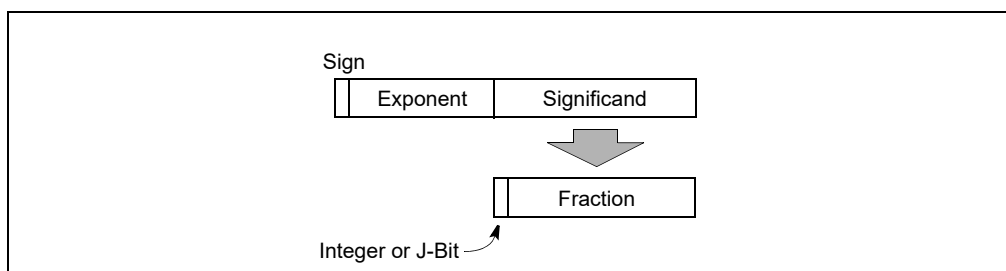 Sign
Exponent Significand
Fraction
Integer or J-Bit